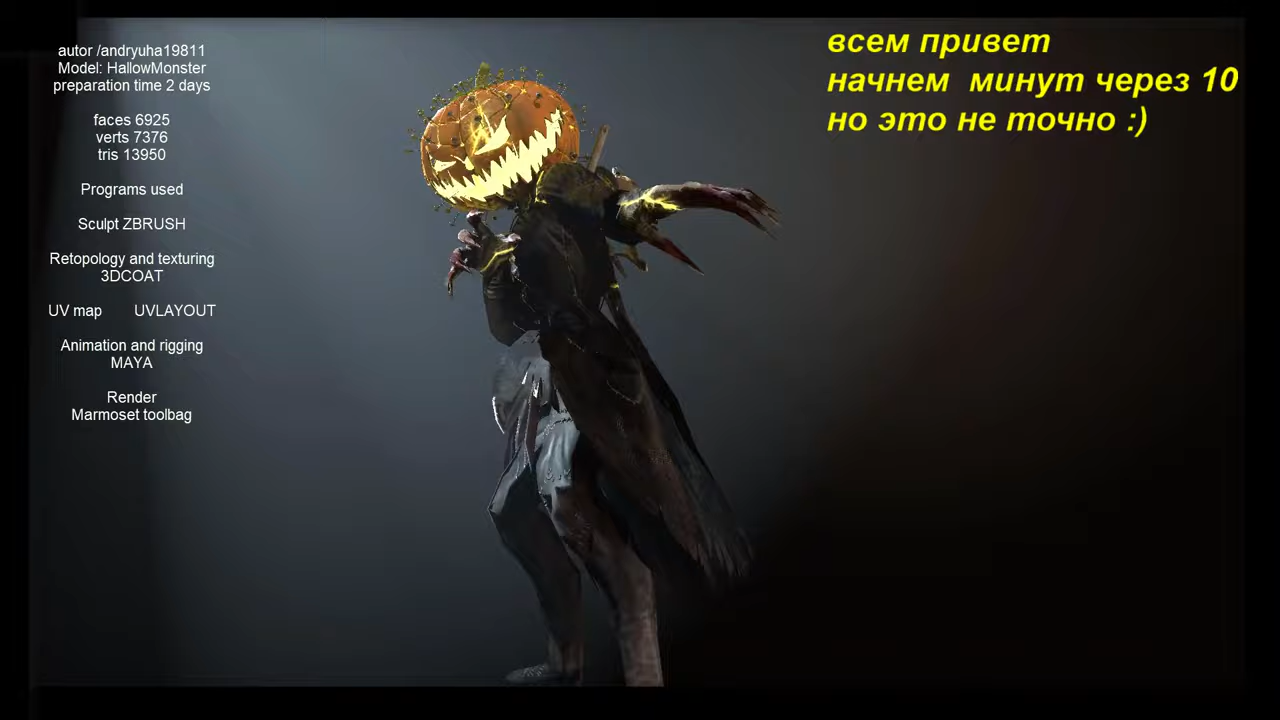 autor /andryuha19811
Model: HallowMonster
preparation time 2 days
faces 6925
verts 7376
tris 13950
Programs used
Sculpt ZBRUSH
Retopology and texturing
3DCOAT
UV map UVLAYOUT
Animation and rigging
MAYA
Render
Marmoset toolbag
всем привет
начнем минут через 10
но это не точно :)